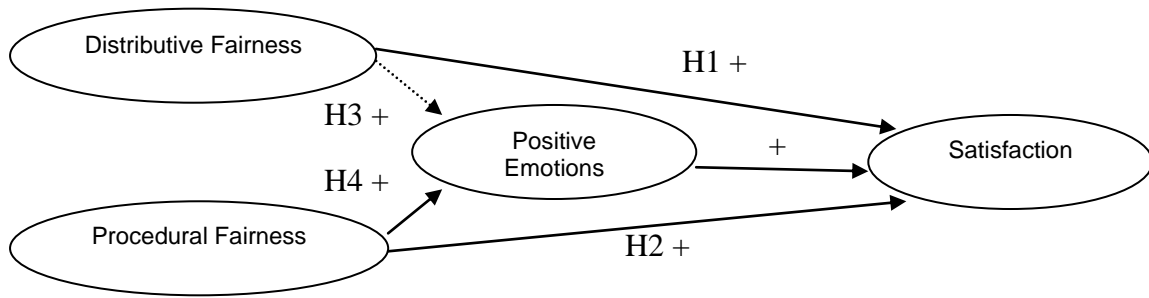 Distributive Fairness
H1 +
H3 +
Positive
Emotions
+
Satisfaction
H4 +
Procedural Fairness
H2 +